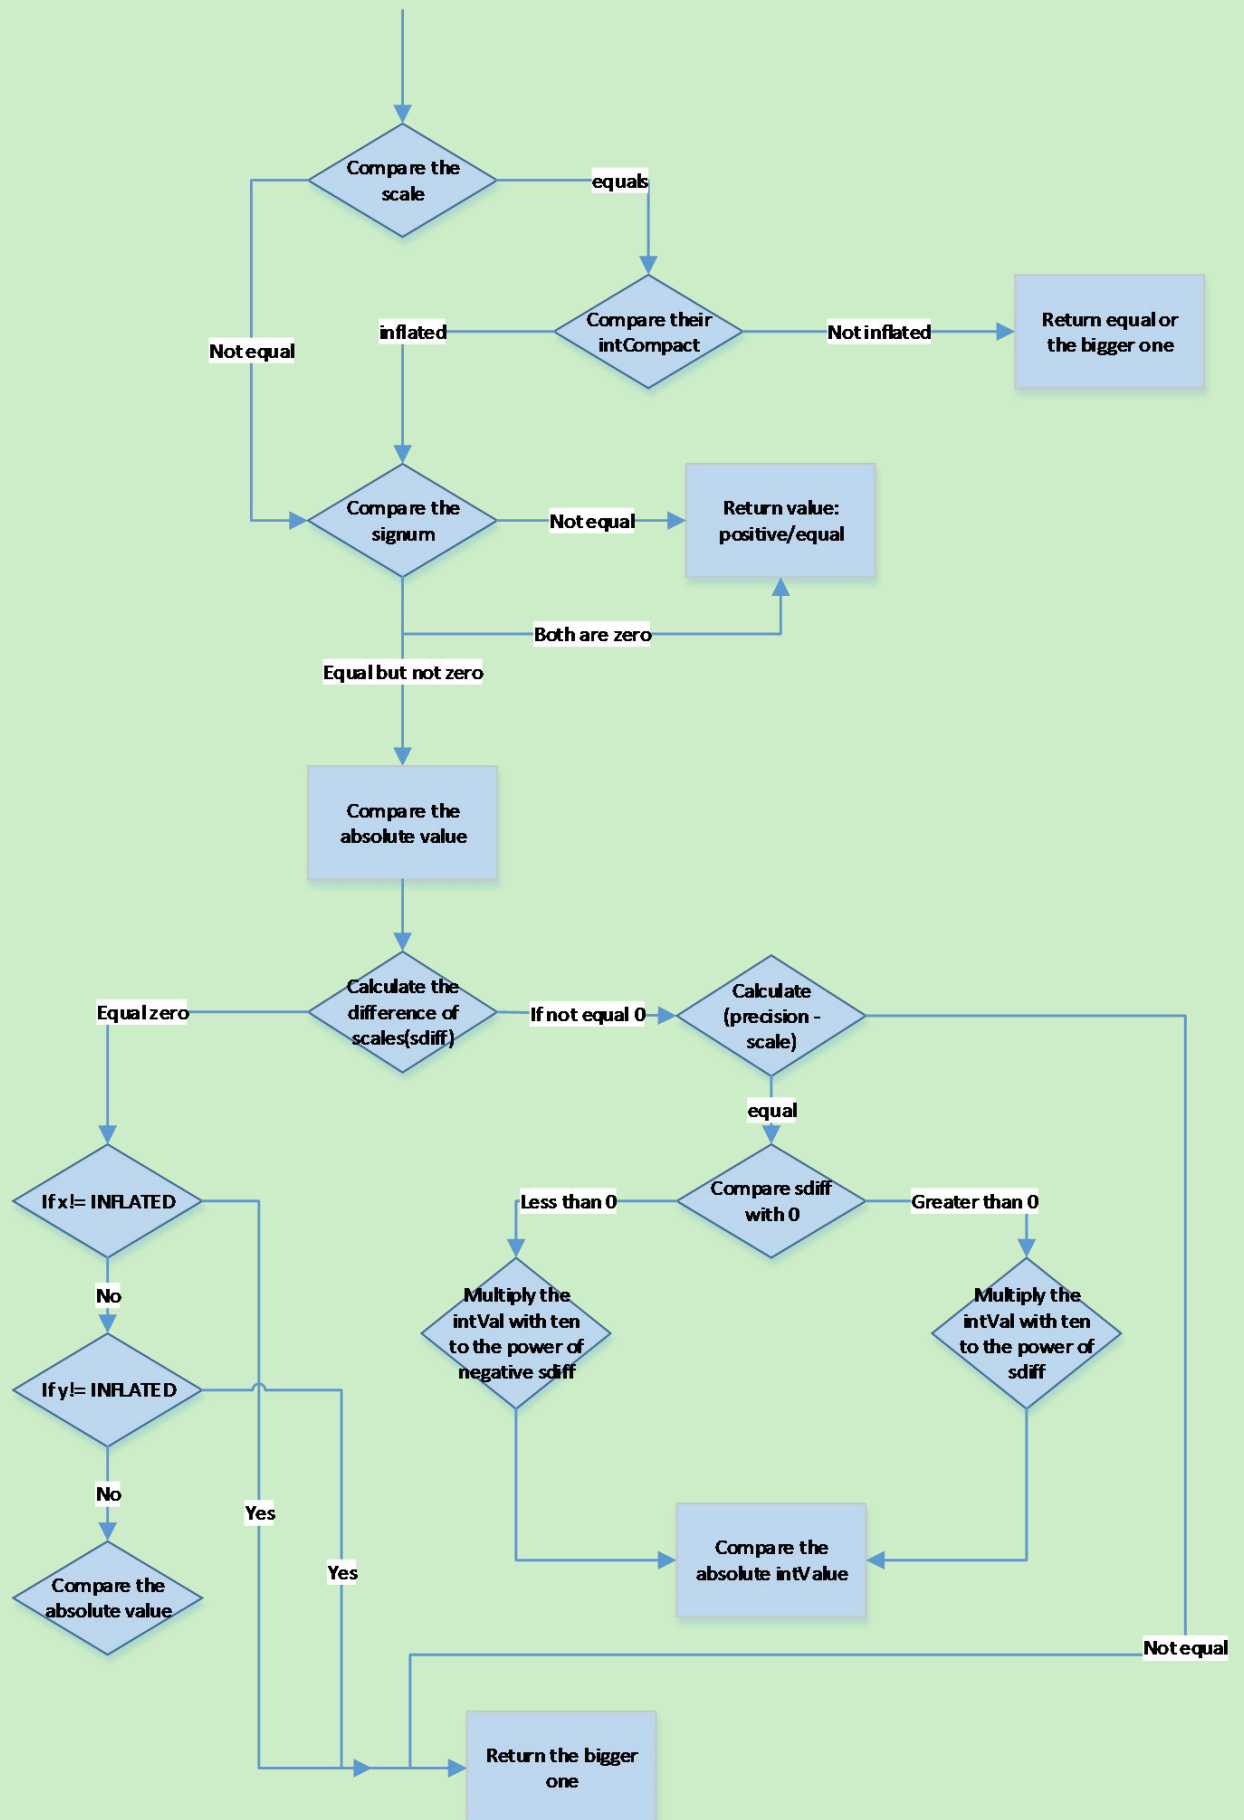 Compare the
scale
equals
Not equal
Compare their
intCompact
inflated
Not inflated
Return equal or
the bigger one
Compare the
signum
Not equal
Return value:
positive/equal
Both are zero
Equal but not zero
Compare the
absolute value
Calculate the
difference of
scales(sdiff)
Equal zero
If not equal 0
Calculate
(precision -
scale)
equal
Compare sdiff
with 0
Less than 0
Greater than 0
If x!= INFLATED
Multiply the
intVal with ten
to the power of
negative sdiff
Multiply the
intVal with ten
to the power of
sdiff
No
If y!= INFLATED
No
Yes
Yes
Compare the
absolute value
Compare the
absolute intValue
Not equal
Return the bigger
one